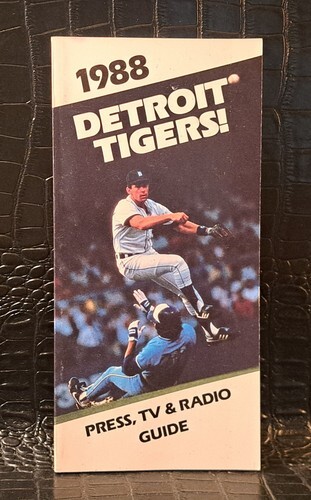 1988
DETROIT
TIGERS!
PRESS, TV & RADIO
GUIDE